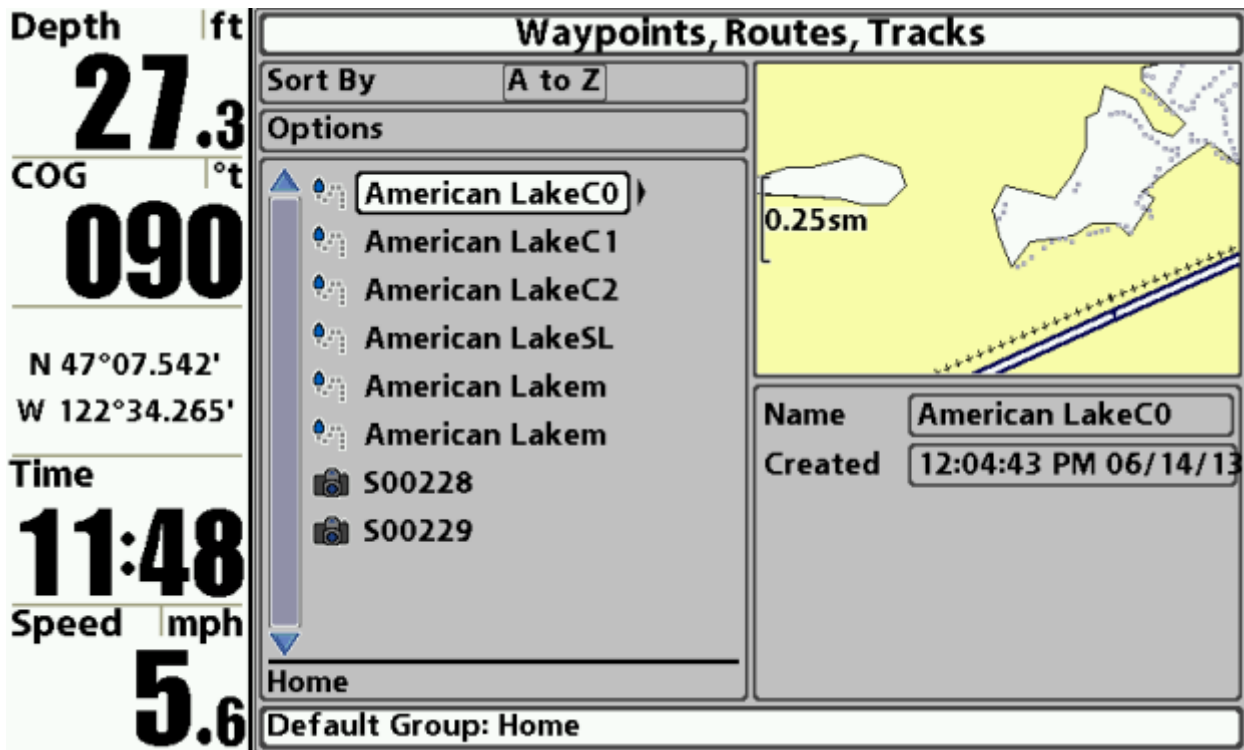 Depth ft
27.3
COG °t
090
N 47°07.542'
W 122°34.265'
Time
11:48
Speed mph
5.6
Waypoints, Routes, Tracks
Sort By A to Z
Options
American LakeC0
American LakeC1
American LakeC2
American LakeSL
American Lakem
American Lakem
S00228
S00229
Home
Default Group: Home
0.25sm
Name American LakeC0
Created 12:04:43 PM 06/14/13